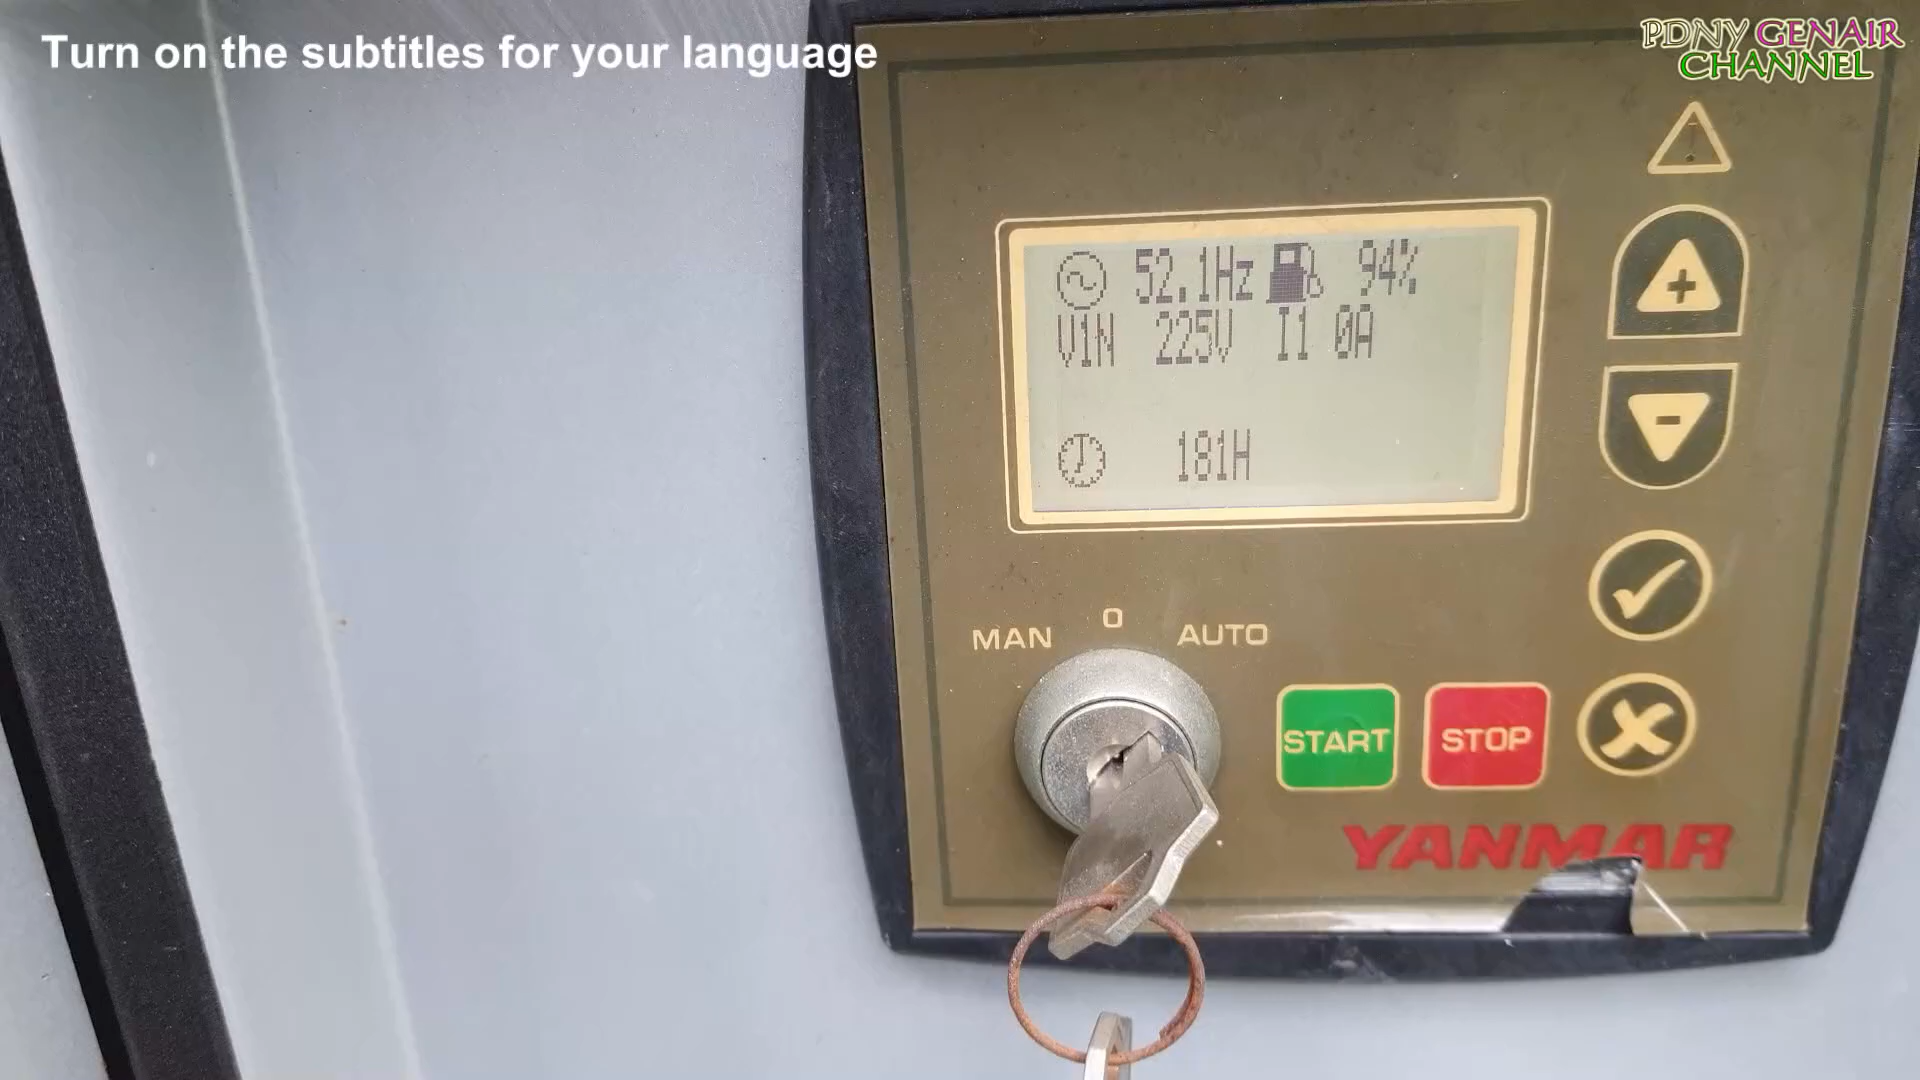 Turn on the subtitles for your language
PDNY GENAIR
CHANNEL
52.1Hz 94%
V1N 225V I1 0A
181H
MAN 0 AUTO
START STOP
YANMAR